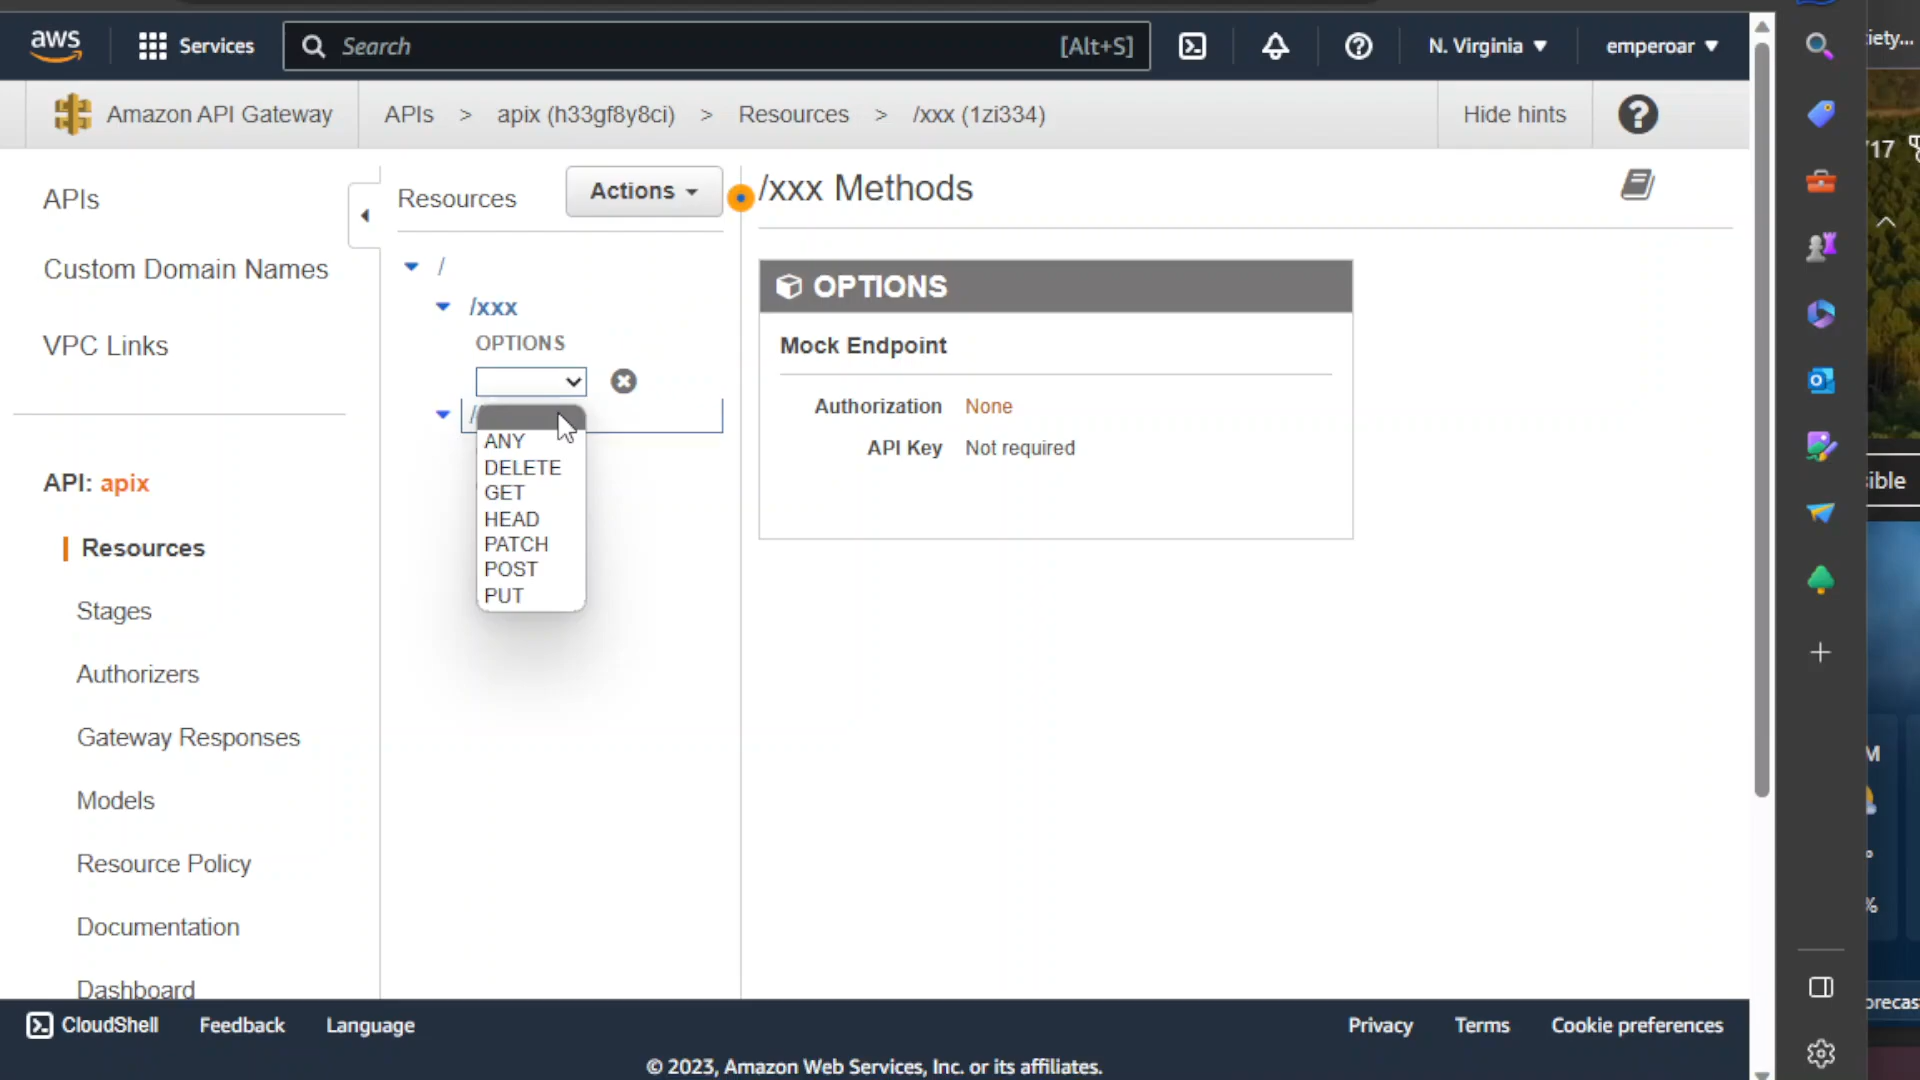 aws
Services
Search
[Alt+S]
N. Virginia
emperoar
Amazon API Gateway
APIs > apix (h33gf8y8ci) > Resources > /xxx (1zi334)
Hide hints
APIs
Custom Domain Names
VPC Links
API: apix
Resources
Stages
Authorizers
Gateway Responses
Models
Resource Policy
Documentation
Dashboard
Resources
Actions
/
/xxx
OPTIONS
/
ANY
DELETE
GET
HEAD
PATCH
POST
PUT
/xxx Methods
OPTIONS
Mock Endpoint
Authorization None
API Key Not required
CloudShell
Feedback
Language
Privacy
Terms
Cookie preferences
© 2023, Amazon Web Services, Inc. or its affiliates.